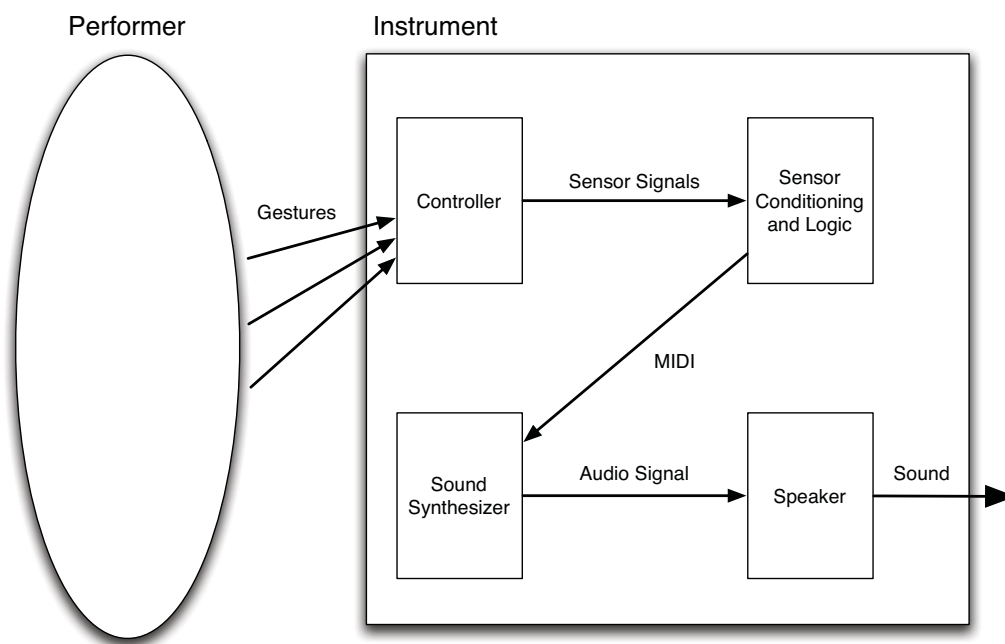 Performer
Instrument
Gestures
Controller
Sensor Signals
Sensor
Conditioning
and Logic
MIDI
Sound
Synthesizer
Audio Signal
Speaker
Sound